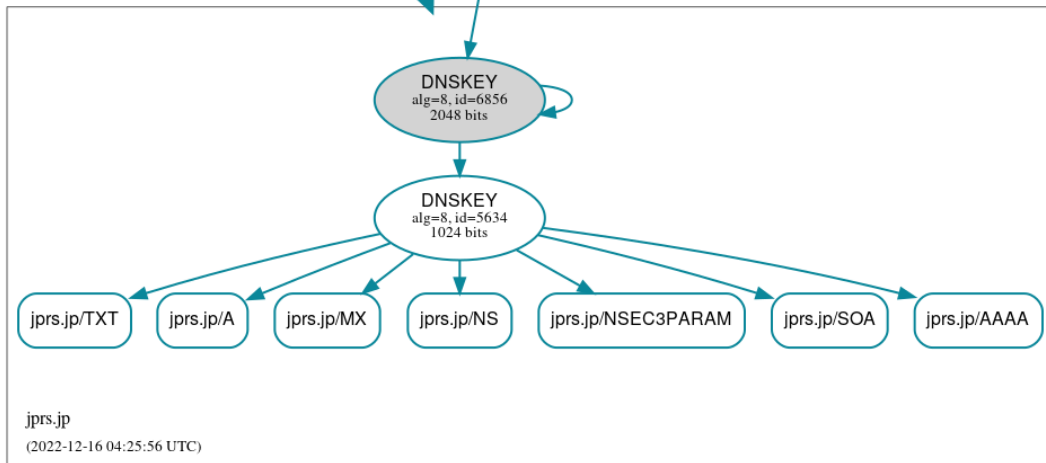 DNSKEY
alg=8, id=6856
2048 bits
DNSKEY
alg=8, id=5634
1024 bits
jprs.jp/TXT
jprs.jp/A
jprs.jp/MX
jprs.jp/NS
jprs.jp/NSEC3PARAM
jprs.jp/SOA
jprs.jp/AAAA
jprs.jp
(2022-12-16 04:25:56 UTC)